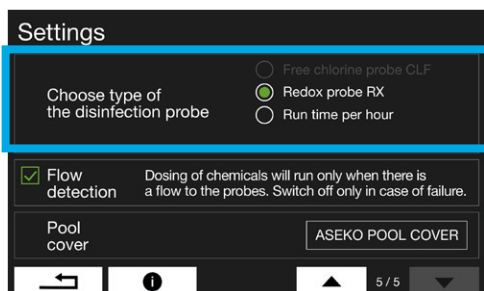 Settings
Free chlorine probe CLF
Choose type of
the disinfection probe
Redox probe RX
Run time per hour
Flow
detection
Dosing of chemicals will run only when there is
a flow to the probes. Switch off only in case of failure.
Pool
cover
ASEKO POOL COVER
5/5